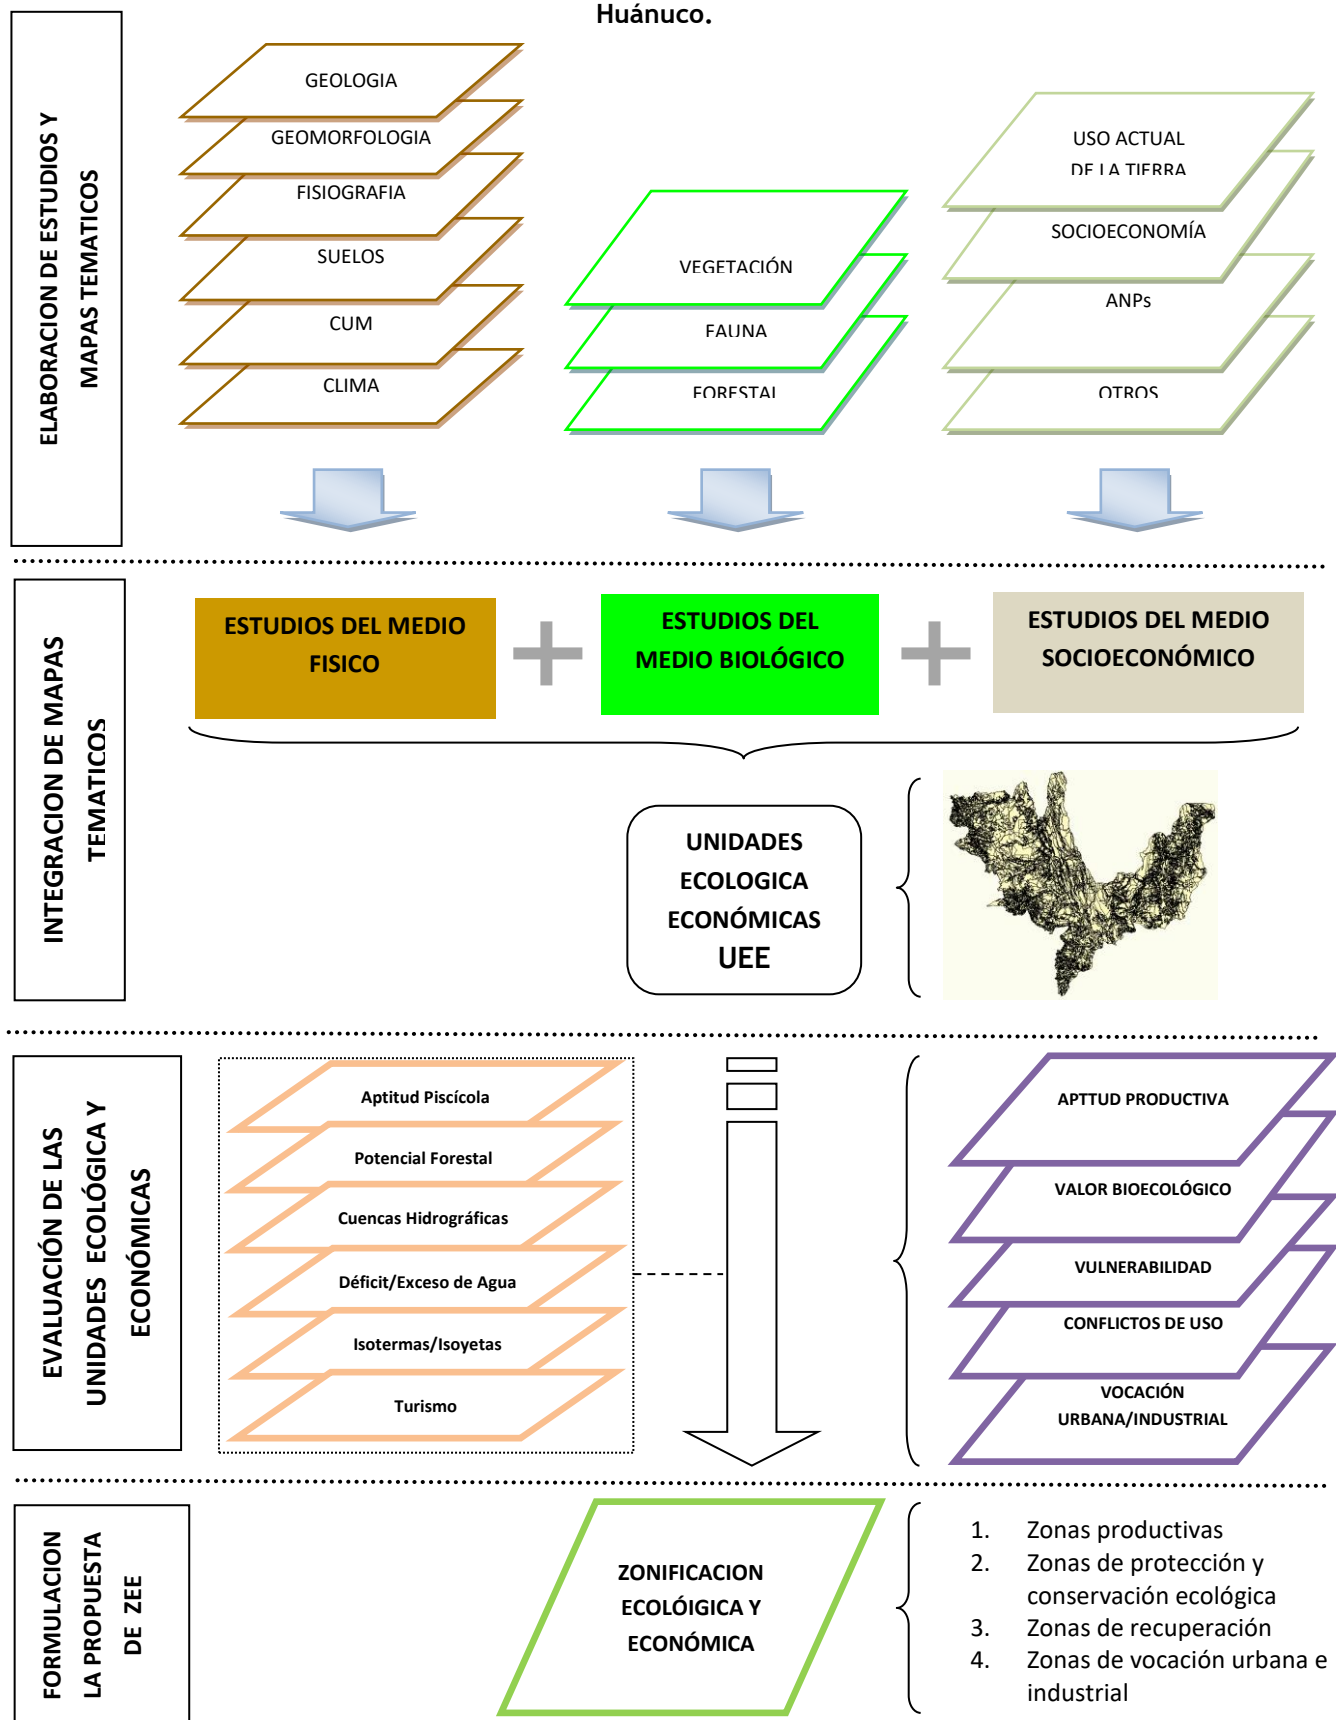 Huánuco.
ELABORACION DE ESTUDIOS Y
MAPAS TEMATICOS
GEOLOGIA
GEOMORFOLOGIA
FISIOGRAFIA
SUELOS
CUM
CLIMA
VEGETACIÓN
FAUNA
FORESTAL
USO ACTUAL
DE LA TIERRA
SOCIOECONOMÍA
ANPs
OTROS
INTEGRACION DE MAPAS
TEMATICOS
ESTUDIOS DEL MEDIO
FISICO
ESTUDIOS DEL
MEDIO BIOLÓGICO
ESTUDIOS DEL MEDIO
SOCIOECONÓMICO
UNIDADES
ECOLOGICA
ECONÓMICAS
UEE
EVALUACIÓN DE LAS
UNIDADES ECOLÓGICA Y
ECONÓMICAS
Aptitud Piscícola
Potencial Forestal
Cuencas Hidrográficas
Déficit/Exceso de Agua
Isotermas/Isoyetas
Turismo
APTTUD PRODUCTIVA
VALOR BIOECOLÓGICO
VULNERABILIDAD
CONFLICTOS DE USO
VOCACIÓN
URBANA/INDUSTRIAL
FORMULACION
LA PROPUESTA
DE ZEE
ZONIFICACION
ECOLÓIGICA Y
ECONÓMICA
1. Zonas productivas
2. Zonas de protección y
conservación ecológica
3. Zonas de recuperación
4. Zonas de vocación urbana e
industrial